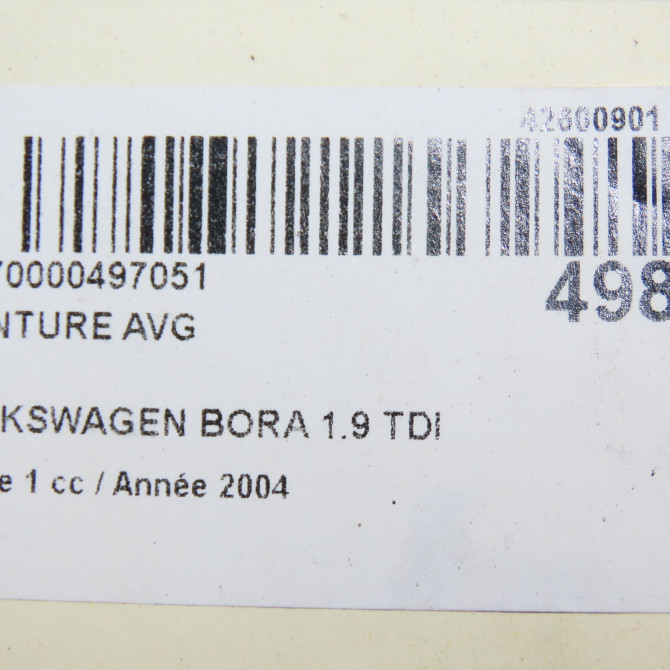 42600901
70000497051
498
NTURE AVG
KSWAGEN BORA 1.9 TDI
e 1 cc / Année 2004